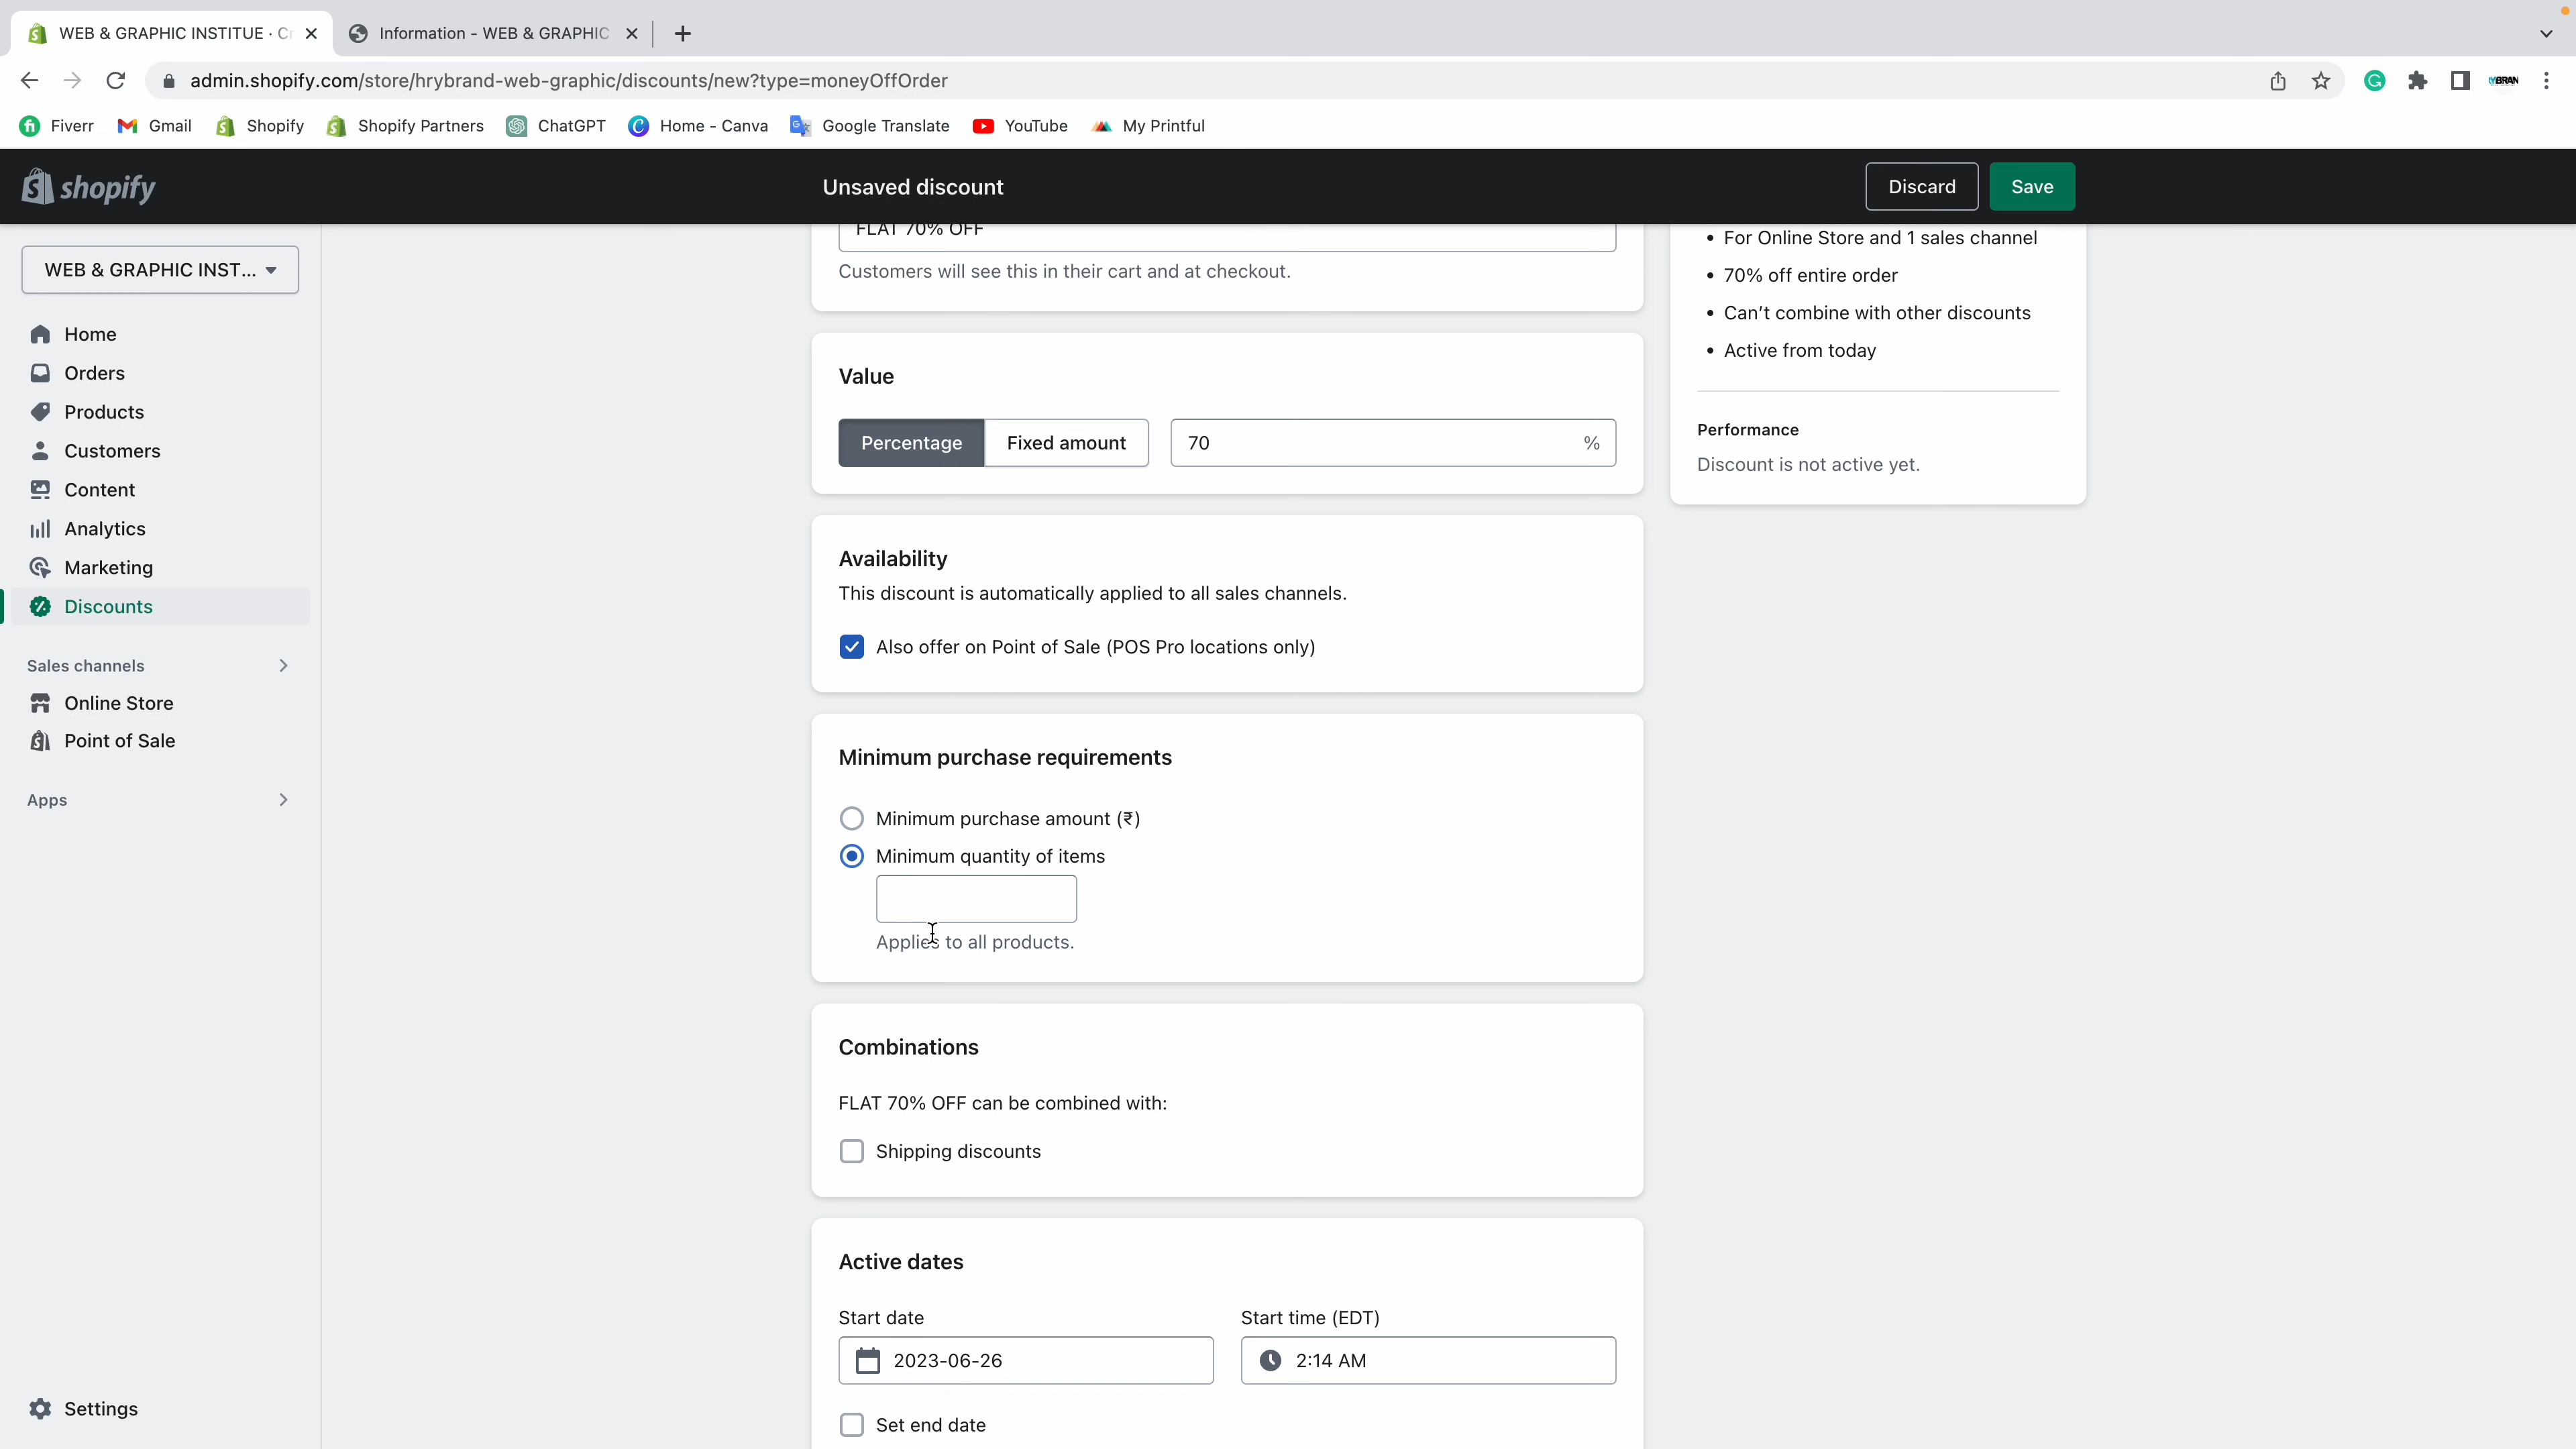 WEB & GRAPHIC INSTITUE · C
Information - WEB & GRAPHIC
admin.shopify.com/store/hrybrand-web-graphic/discounts/new?type=moneyOffOrder
Fiverr Gmail Shopify Shopify Partners ChatGPT Home - Canva Google Translate YouTube My Printful
shopify
Unsaved discount
Discard
Save
WEB & GRAPHIC INST...
Home
Orders
Products
Customers
Content
Analytics
Marketing
Discounts
Sales channels
Online Store
Point of Sale
Apps
Settings
FLAT 70% OFF
Customers will see this in their cart and at checkout.
Value
Percentage
Fixed amount
70 %
Availability
This discount is automatically applied to all sales channels.
Also offer on Point of Sale (POS Pro locations only)
Minimum purchase requirements
Minimum purchase amount (₹)
Minimum quantity of items
Applies to all products.
Combinations
FLAT 70% OFF can be combined with:
Shipping discounts
Active dates
Start date
Start time (EDT)
2023-06-26
2:14 AM
Set end date
• For Online Store and 1 sales channel
• 70% off entire order
• Can't combine with other discounts
• Active from today
Performance
Discount is not active yet.